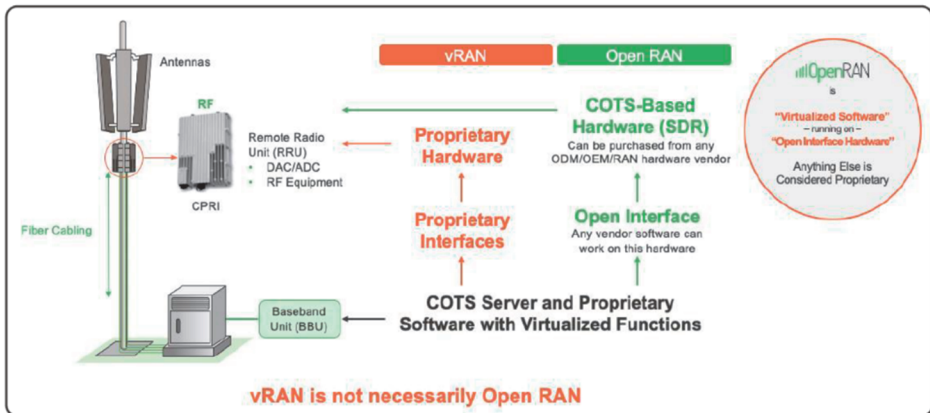 vRAN
Open RAN
Antennas
RF
Remote Radio
Unit (RRU)
• DAC/ADC
• RF Equipment
CPRI
Proprietary
Hardware
COTS-Based
Hardware (SDR)
Can be purchased from any
ODM/OEM/RAN hardware vendor
OpenRAN
is
"Virtualized Software"
– running on –
"Open Interface Hardware"
Anything Else is
Considered Proprietary
Fiber Cabling
Proprietary
Interfaces
Open Interface
Any vendor software can
work on this hardware
Baseband
Unit (BBU)
COTS Server and Proprietary
Software with Virtualized Functions
vRAN is not necessarily Open RAN